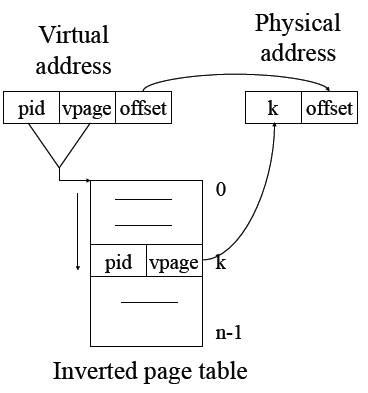 Virtual
address
Physical
address
pid vpage offset
k offset
0
pid vpage k
n-1
Inverted page table